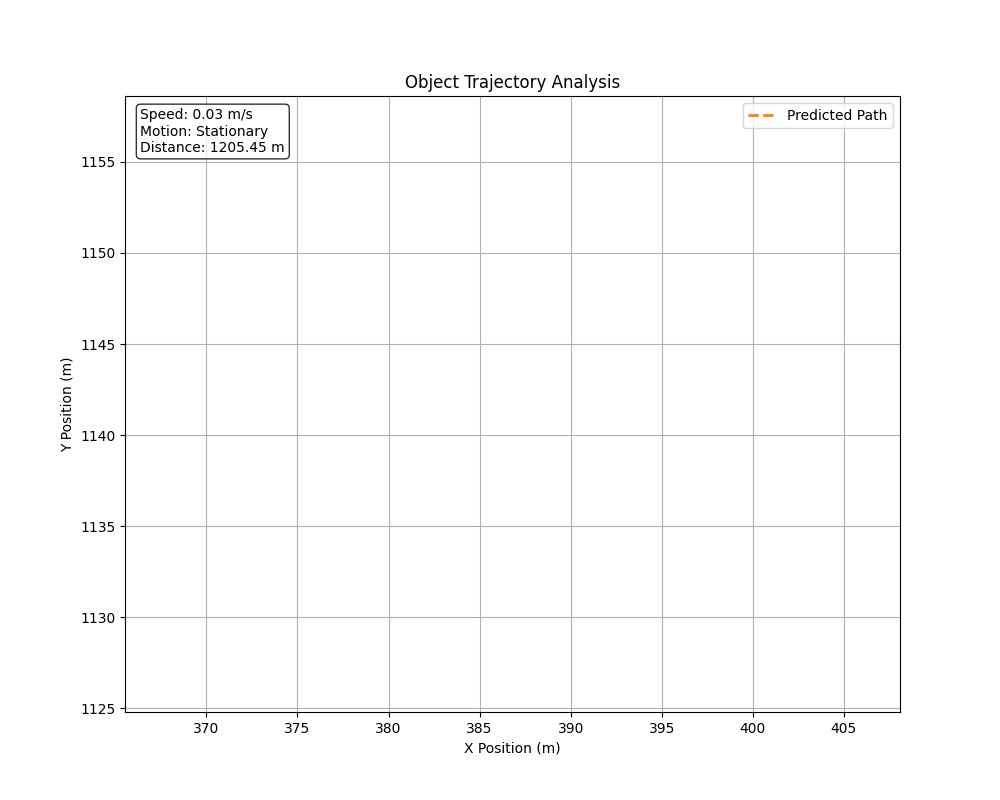 Object Trajectory Analysis
Speed: 0.03 m/s
Motion: Stationary
Distance: 1205.45 m
Predicted Path
1155
1150
1145
1140
1135
1130
1125
Y Position (m)
370 375 380 385 390 395 400 405
X Position (m)